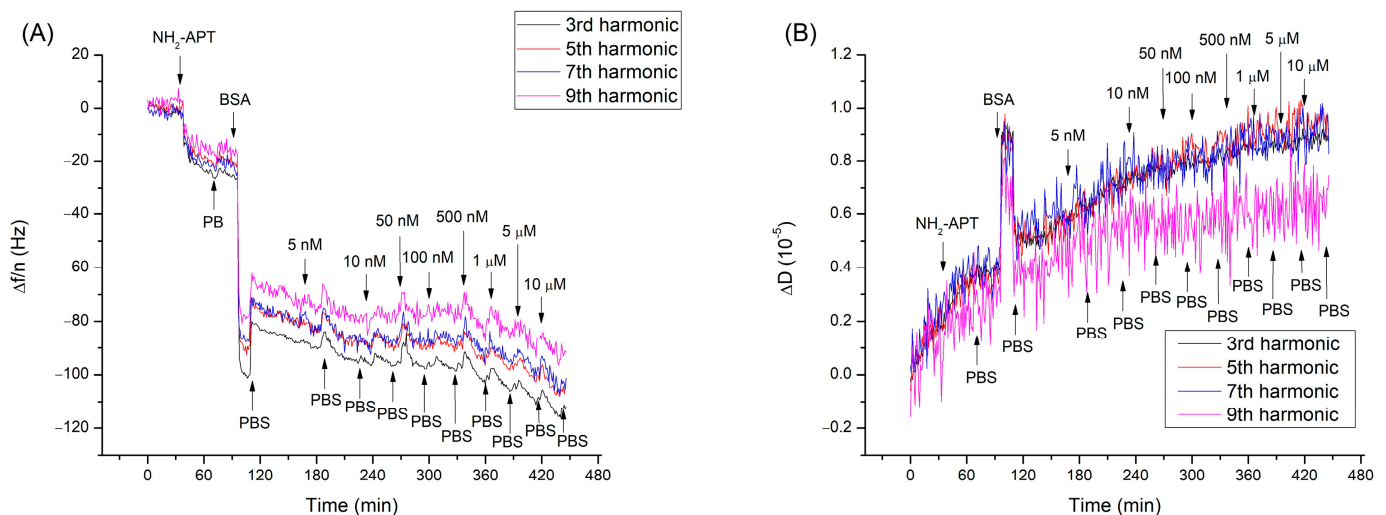 (A)
3rd harmonic
5th harmonic
7th harmonic
9th harmonic
NH2-APT
BSA
PB
5 nM
10 nM
50 nM
100 nM
500 nM
1 μM
5 μM
10 μM
PBS
PBS
PBS
PBS
PBS
PBS
PBS
PBS
PBS
PBS
20
0
−20
−40
−60
−80
−100
−120
Δf/n (Hz)
0 60 120 180 240 300 360 420 480
Time (min)
(B)
BSA
NH2-APT
5 nM
10 nM
50 nM
100 nM
500 nM
1 μM
5 μM
10 μM
PBS
PBS
PBS
PBS
PBS
PBS
PBS
PBS
PBS
PBS
PBS
3rd harmonic
5th harmonic
7th harmonic
9th harmonic
1.2
1.0
0.8
0.6
0.4
0.2
0.0
−0.2
ΔD (10-5)
0 60 120 180 240 300 360 420 480
Time (min)